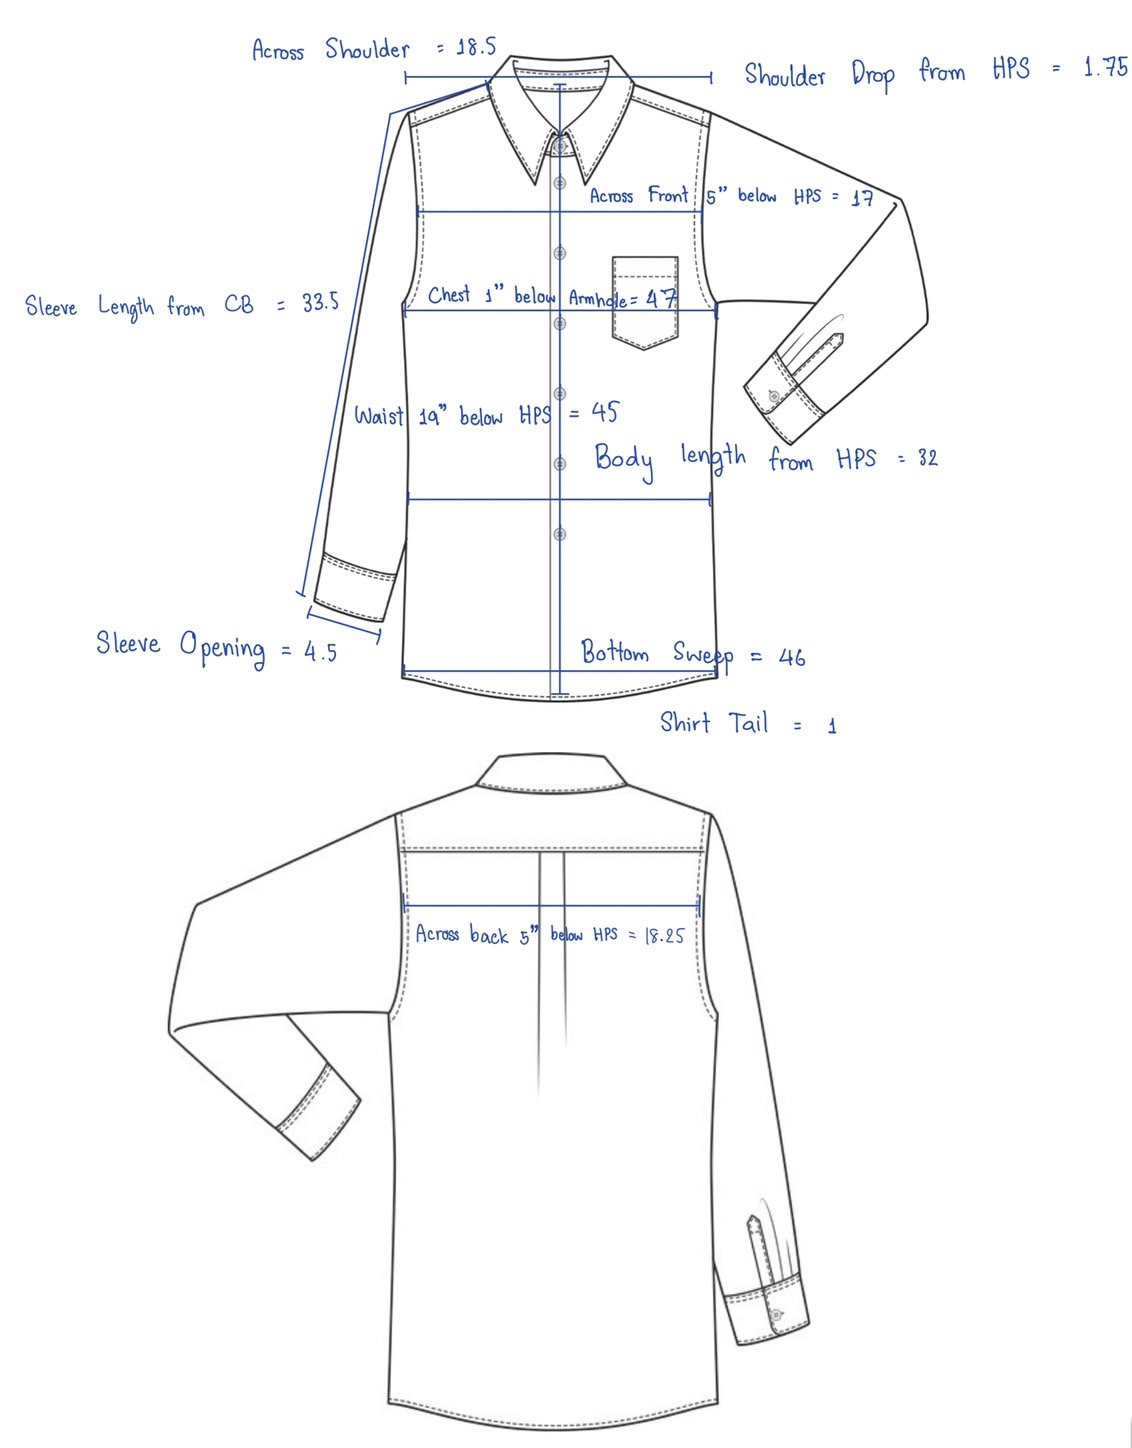 Across Shoulder = 18.5
Shoulder Drop from HPS = 1.75
Across Front 5" below HPS = 17
Chest 1" below Armhole = 47
Sleeve Length from CB = 33.5
Waist 19" below HPS = 45
Body length from HPS = 32
Sleeve Opening = 4.5
Bottom Sweep = 46
Shirt Tail = 1
Across back 5" below HPS = 18.25